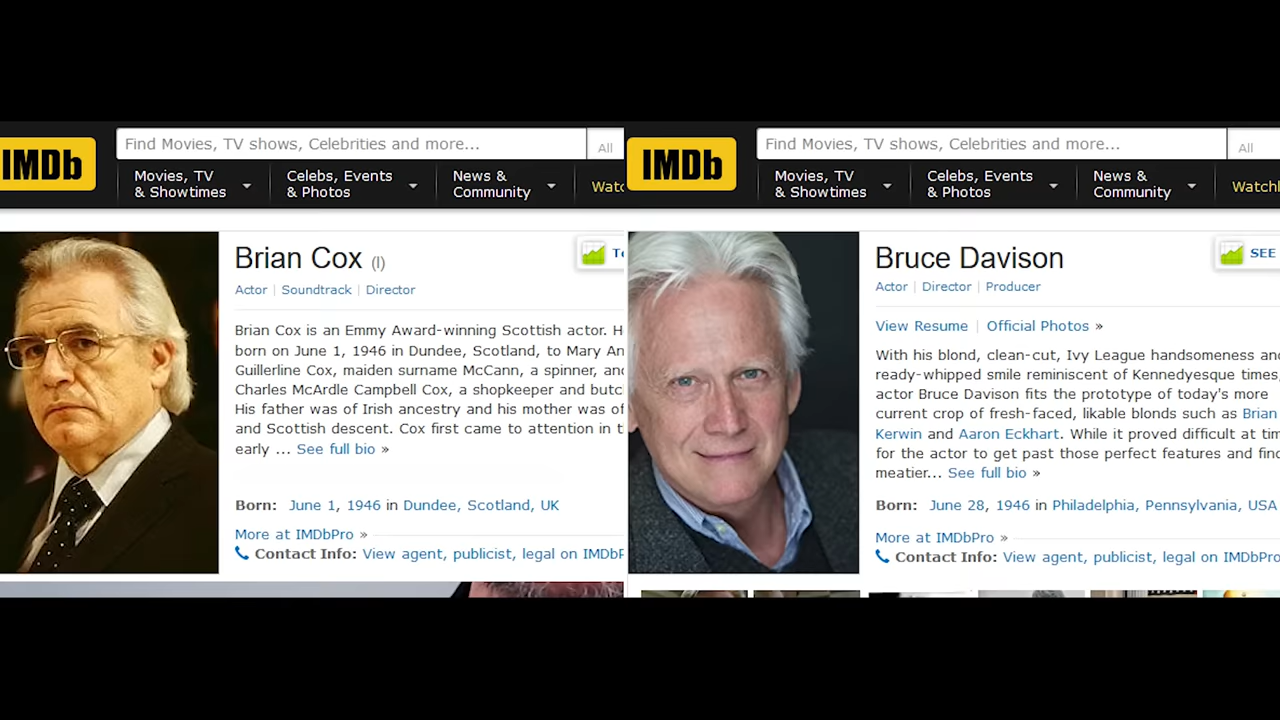 IMDb
Find Movies, TV shows, Celebrities and more...
All
Movies, TV
& Showtimes
Celebs, Events
& Photos
News &
Community
Brian Cox (I)
Actor | Soundtrack | Director
Brian Cox is an Emmy Award-winning Scottish actor. H
born on June 1, 1946 in Dundee, Scotland, to Mary An
Guillerline Cox, maiden surname McCann, a spinner, and
Charles McArdle Campbell Cox, a shopkeeper and butc
His father was of Irish ancestry and his mother was of
and Scottish descent. Cox first came to attention in t
early ... See full bio »
Born: June 1, 1946 in Dundee, Scotland, UK
More at IMDbPro »
Contact Info: View agent, publicist, legal on IMDbP
IMDb
Find Movies, TV shows, Celebrities and more...
All
Movies, TV
& Showtimes
Celebs, Events
& Photos
News &
Community
Watchl
Bruce Davison
SEE
Actor | Director | Producer
View Resume | Official Photos »
With his blond, clean-cut, Ivy League handsomeness and
ready-whipped smile reminiscent of Kennedyesque times,
actor Bruce Davison fits the prototype of today's more
current crop of fresh-faced, likable blonds such as Brian
Kerwin and Aaron Eckhart. While it proved difficult at tim
for the actor to get past those perfect features and find
meatier... See full bio »
Born: June 28, 1946 in Philadelphia, Pennsylvania, USA
More at IMDbPro »
Contact Info: View agent, publicist, legal on IMDbPro